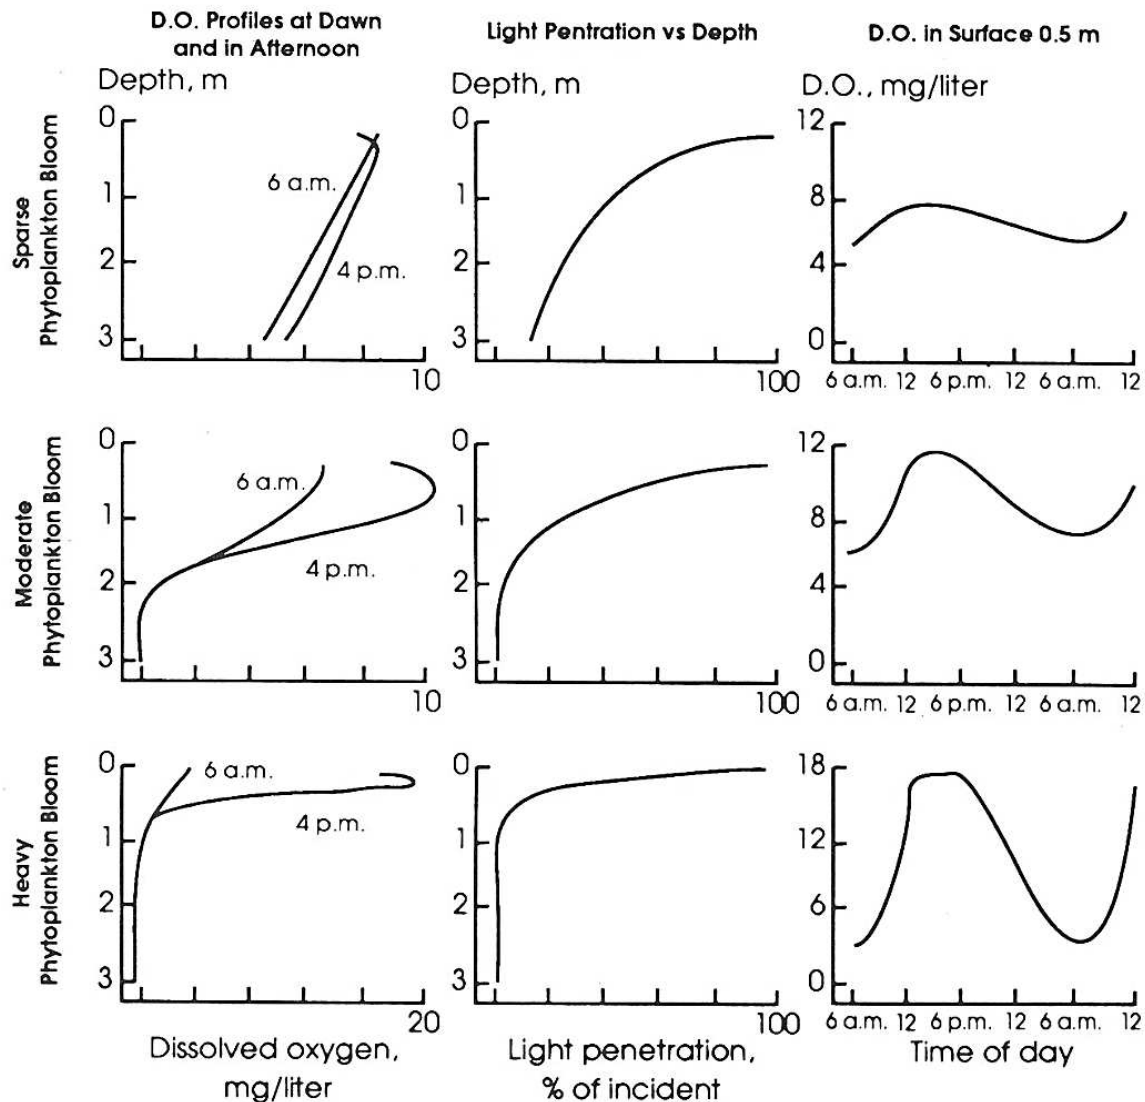 D.O. Profiles at Dawn
and in Afternoon
Light Pentration vs Depth
D.O. in Surface 0.5 m
Sparse
Phytoplankton Bloom
Depth, m
0
1
2
3
6 a.m.
4 p.m.
10
Depth, m
0
1
2
3
100
D.O., mg/liter
12
8
4
0
6 a.m. 12 6 p.m. 12 6 a.m. 12
Moderate
Phytoplankton Bloom
0
1
2
3
6 a.m.
4 p.m.
10
0
1
2
3
100
12
8
4
0
6 a.m. 12 6 p.m. 12 6 a.m. 12
Heavy
Phytoplankton Bloom
0
1
2
3
6 a.m.
4 p.m.
20
Dissolved oxygen,
mg/liter
0
1
2
3
100
Light penetration,
% of incident
18
12
6
0
6 a.m. 12 6 p.m. 12 6 a.m. 12
Time of day